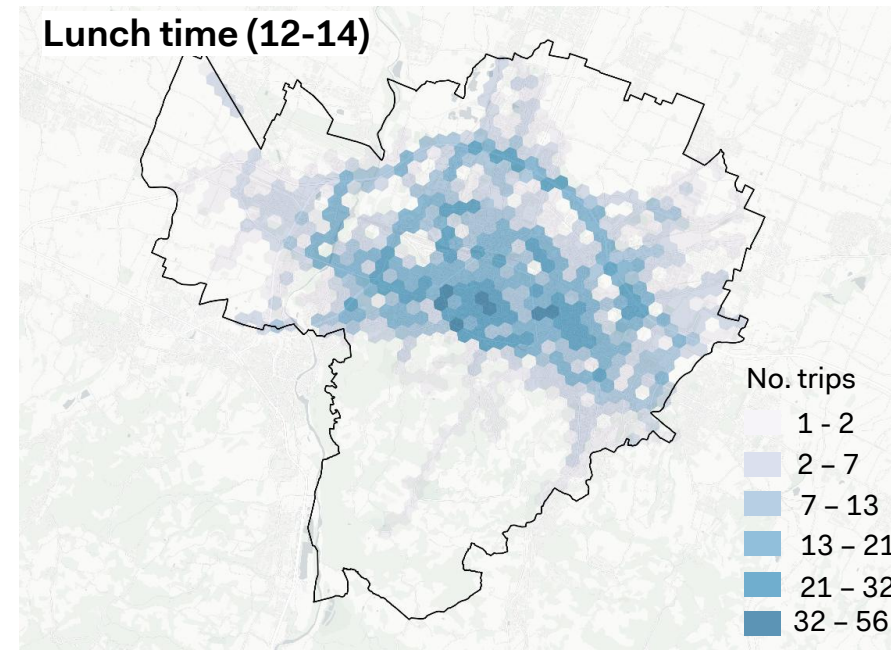 Lunch time (12-14)
No. trips
1 - 2
2 – 7
7 – 13
13 – 21
21 – 32
32 – 56